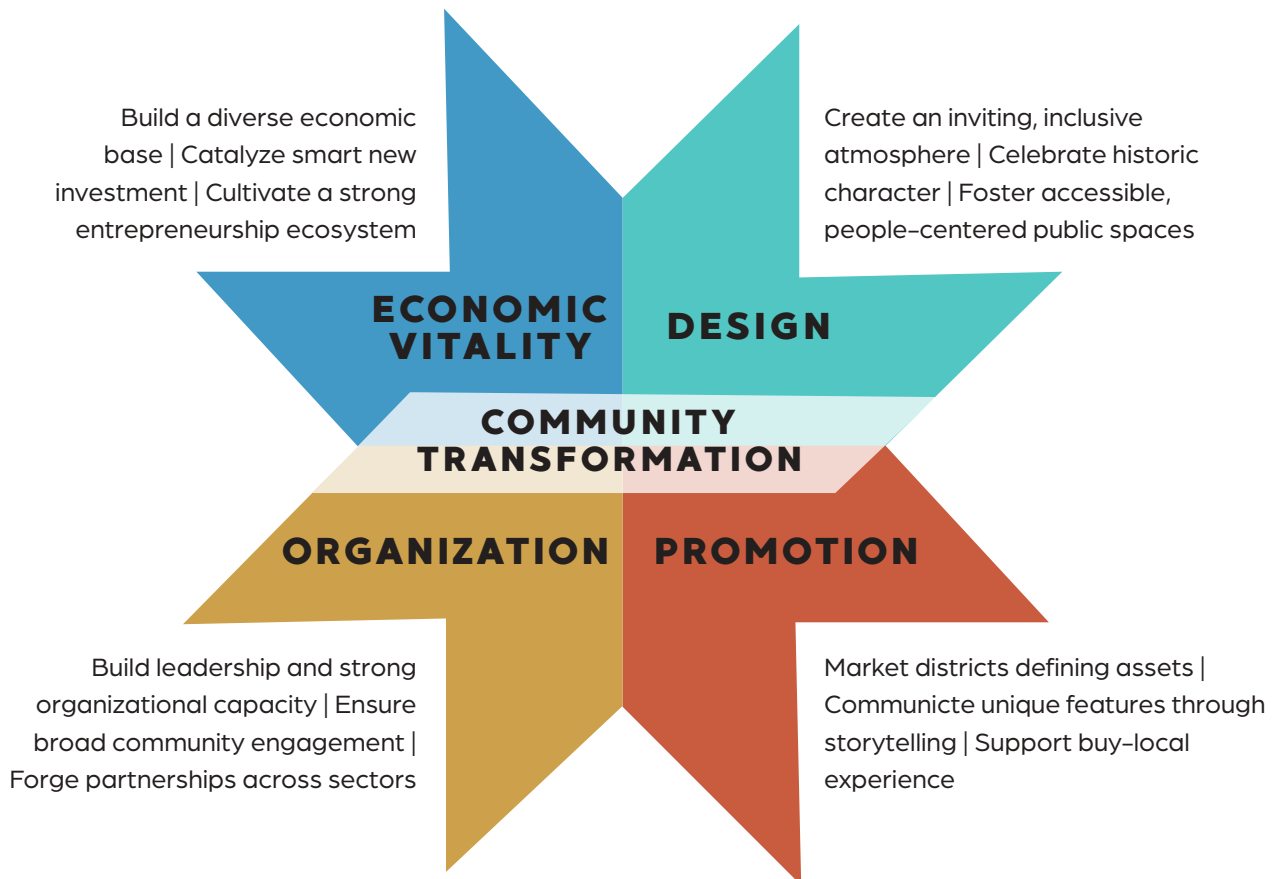 Build a diverse economic
base | Catalyze smart new
investment | Cultivate a strong
entrepreneurship ecosystem
Create an inviting, inclusive
atmosphere | Celebrate historic
character | Foster accessible,
people-centered public spaces
ECONOMIC
VITALITY
DESIGN
COMMUNITY
TRANSFORMATION
ORGANIZATION
PROMOTION
Build leadership and strong
organizational capacity | Ensure
broad community engagement |
Forge partnerships across sectors
Market districts defining assets |
Communicte unique features through
storytelling | Support buy-local
experience